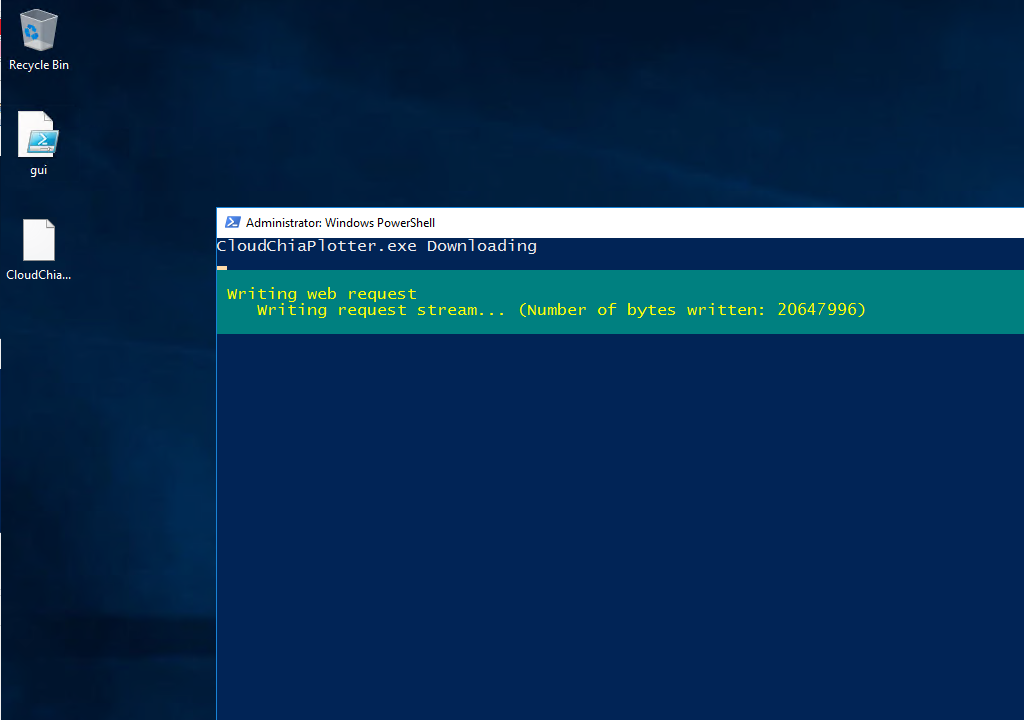 Recycle Bin
gui
CloudChia...
Administrator: Windows PowerShell
CloudChiaPlotter.exe Downloading
Writing web request
Writing request stream... (Number of bytes written: 20647996)